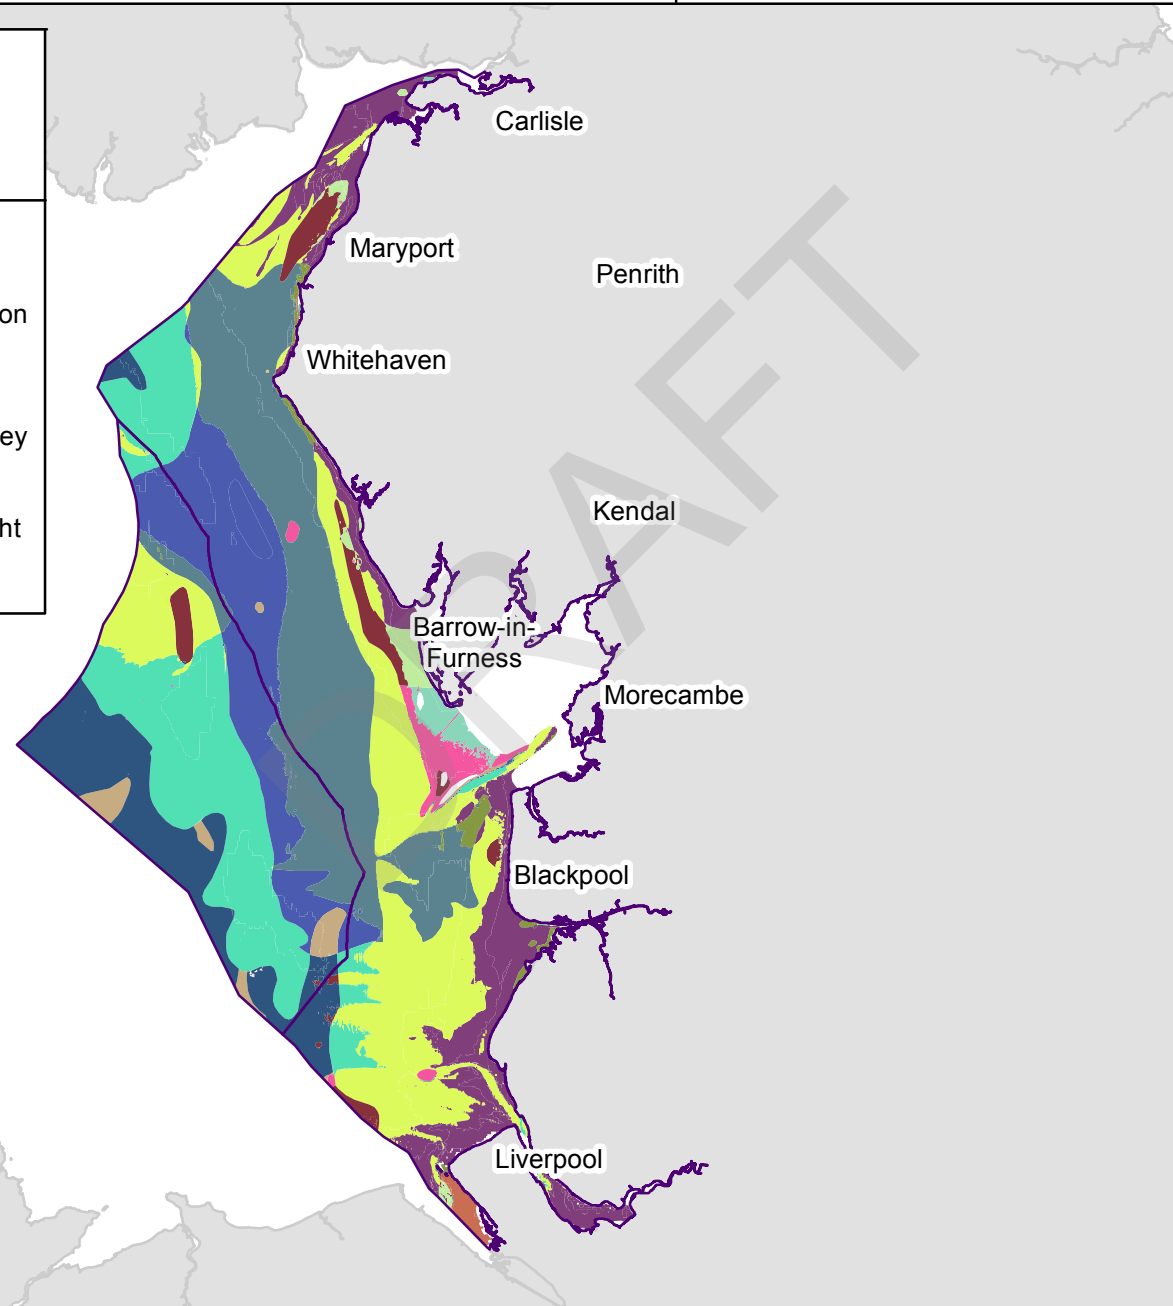 Carlisle
Maryport
Penrith
on
Whitehaven
ey
Kendal
ht
Barrow-in-
Furness
Morecambe
Blackpool
Liverpool
DRAFT